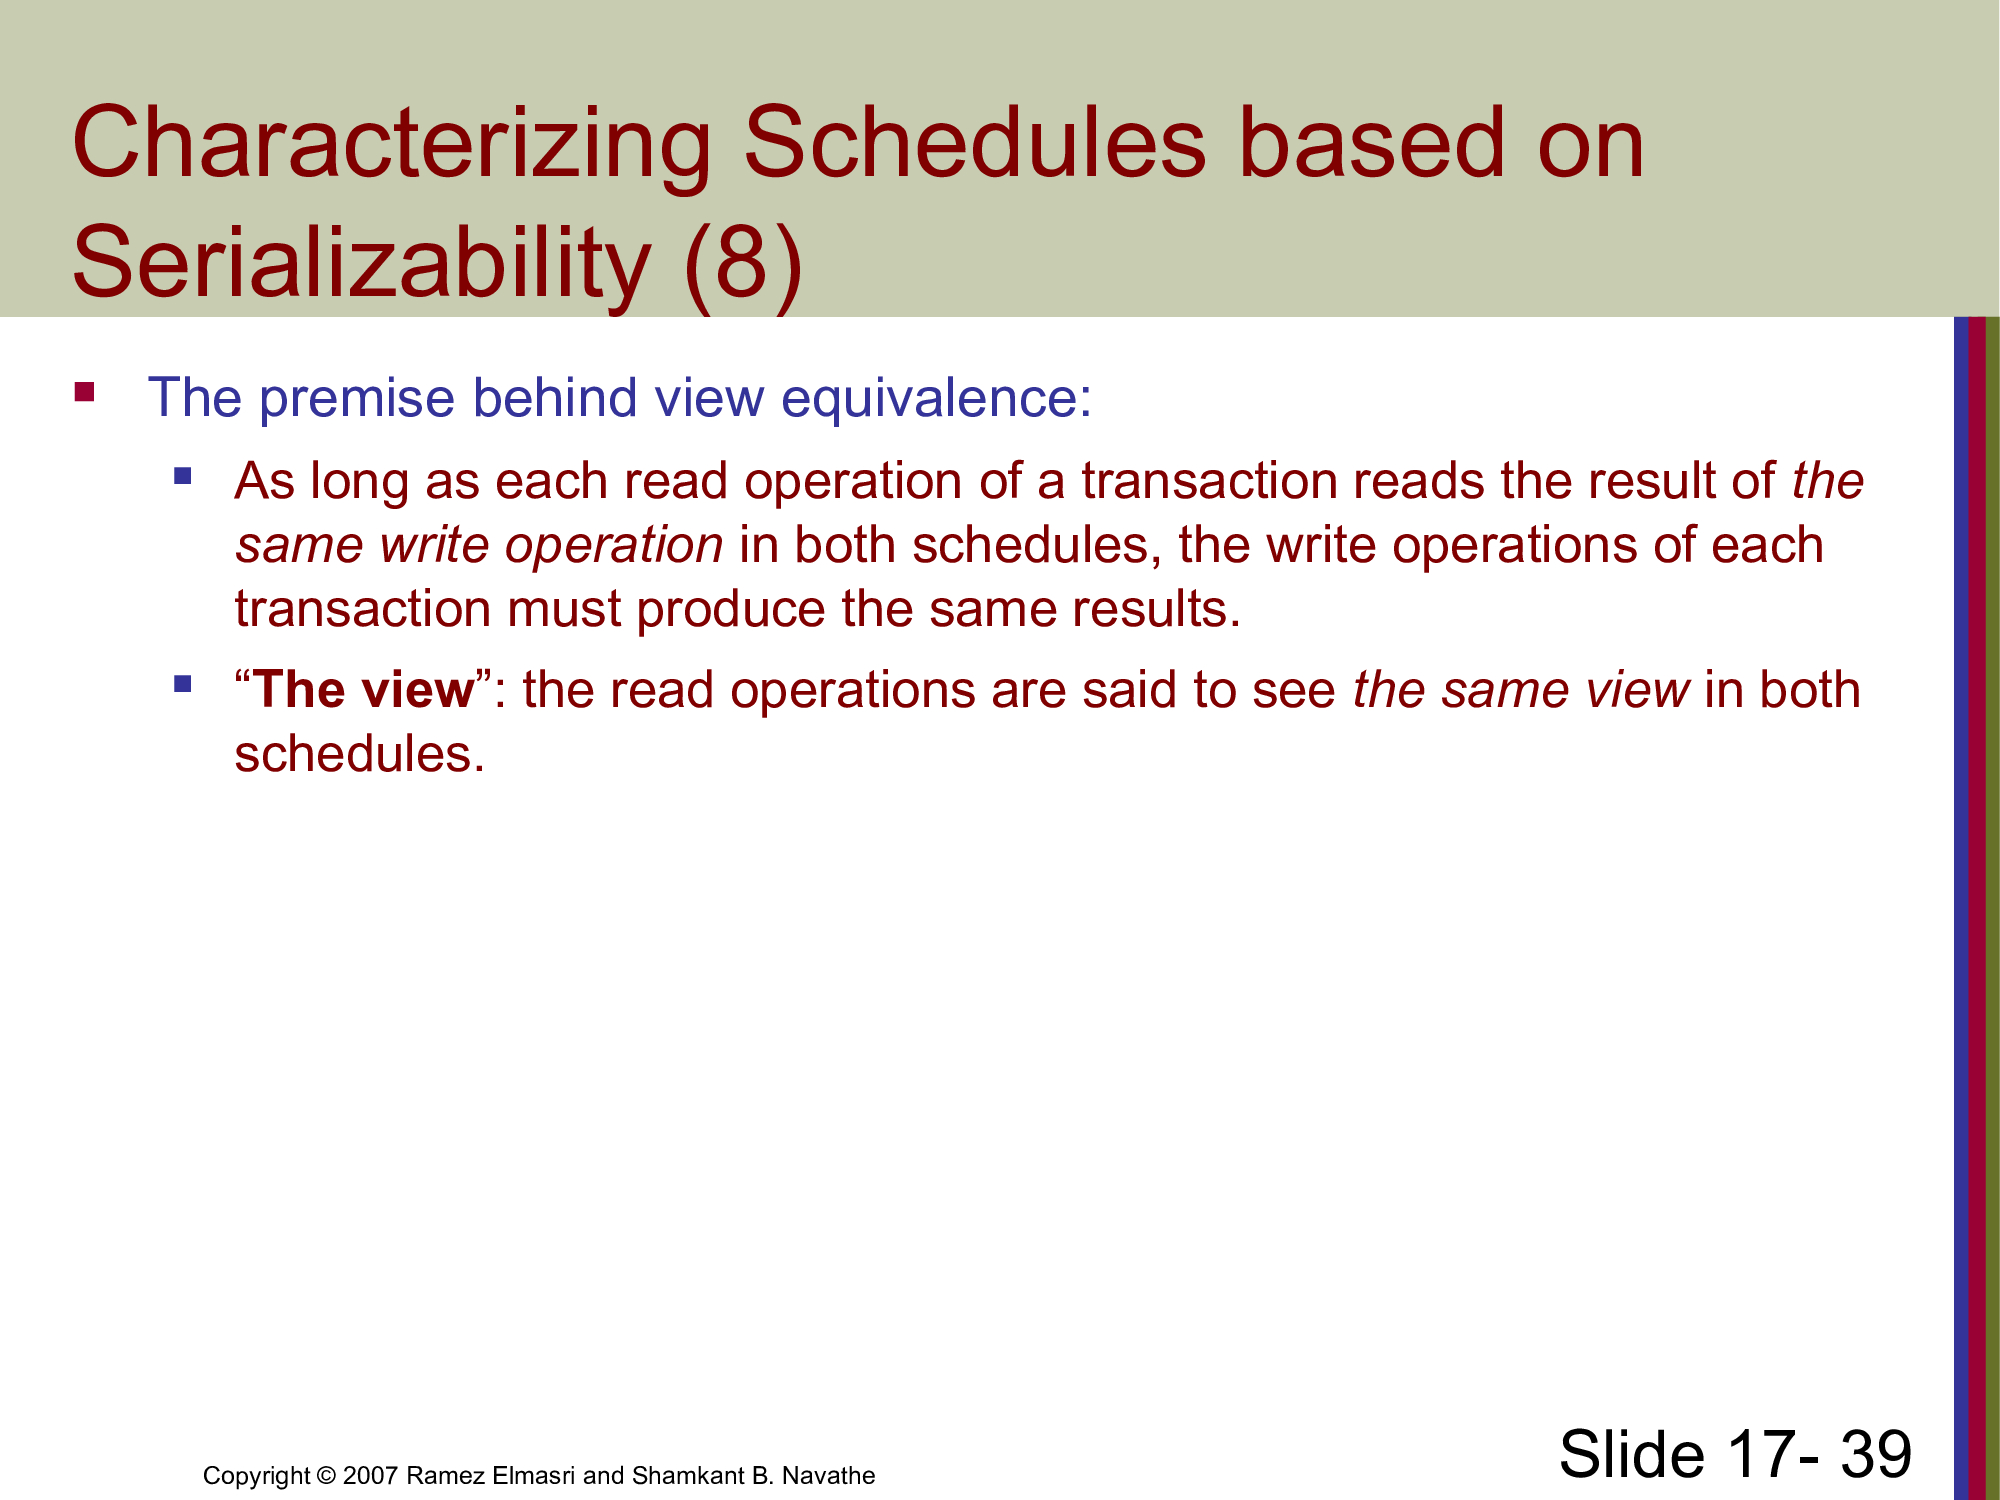 Characterizing Schedules based on
Serializability (8)
The premise behind view equivalence:
As long as each read operation of a transaction reads the result of the
same write operation in both schedules, the write operations of each
transaction must produce the same results.
“The view”: the read operations are said to see the same view in both
schedules.
Copyright © 2007 Ramez Elmasri and Shamkant B. Navathe
Slide 17- 39